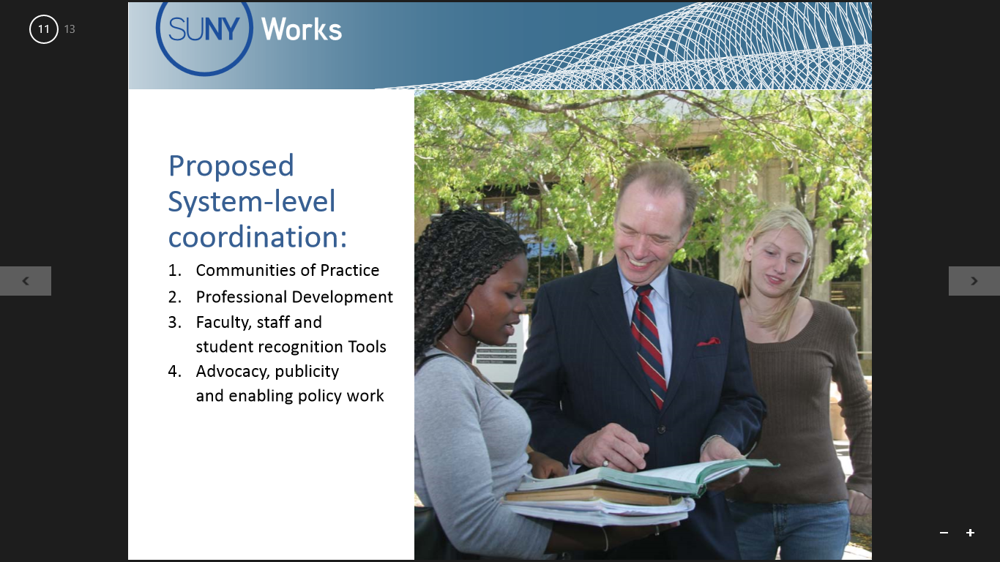 11 13
SUNY Works
Proposed
System-level
coordination:
1. Communities of Practice
2. Professional Development
3. Faculty, staff and
student recognition Tools
4. Advocacy, publicity
and enabling policy work